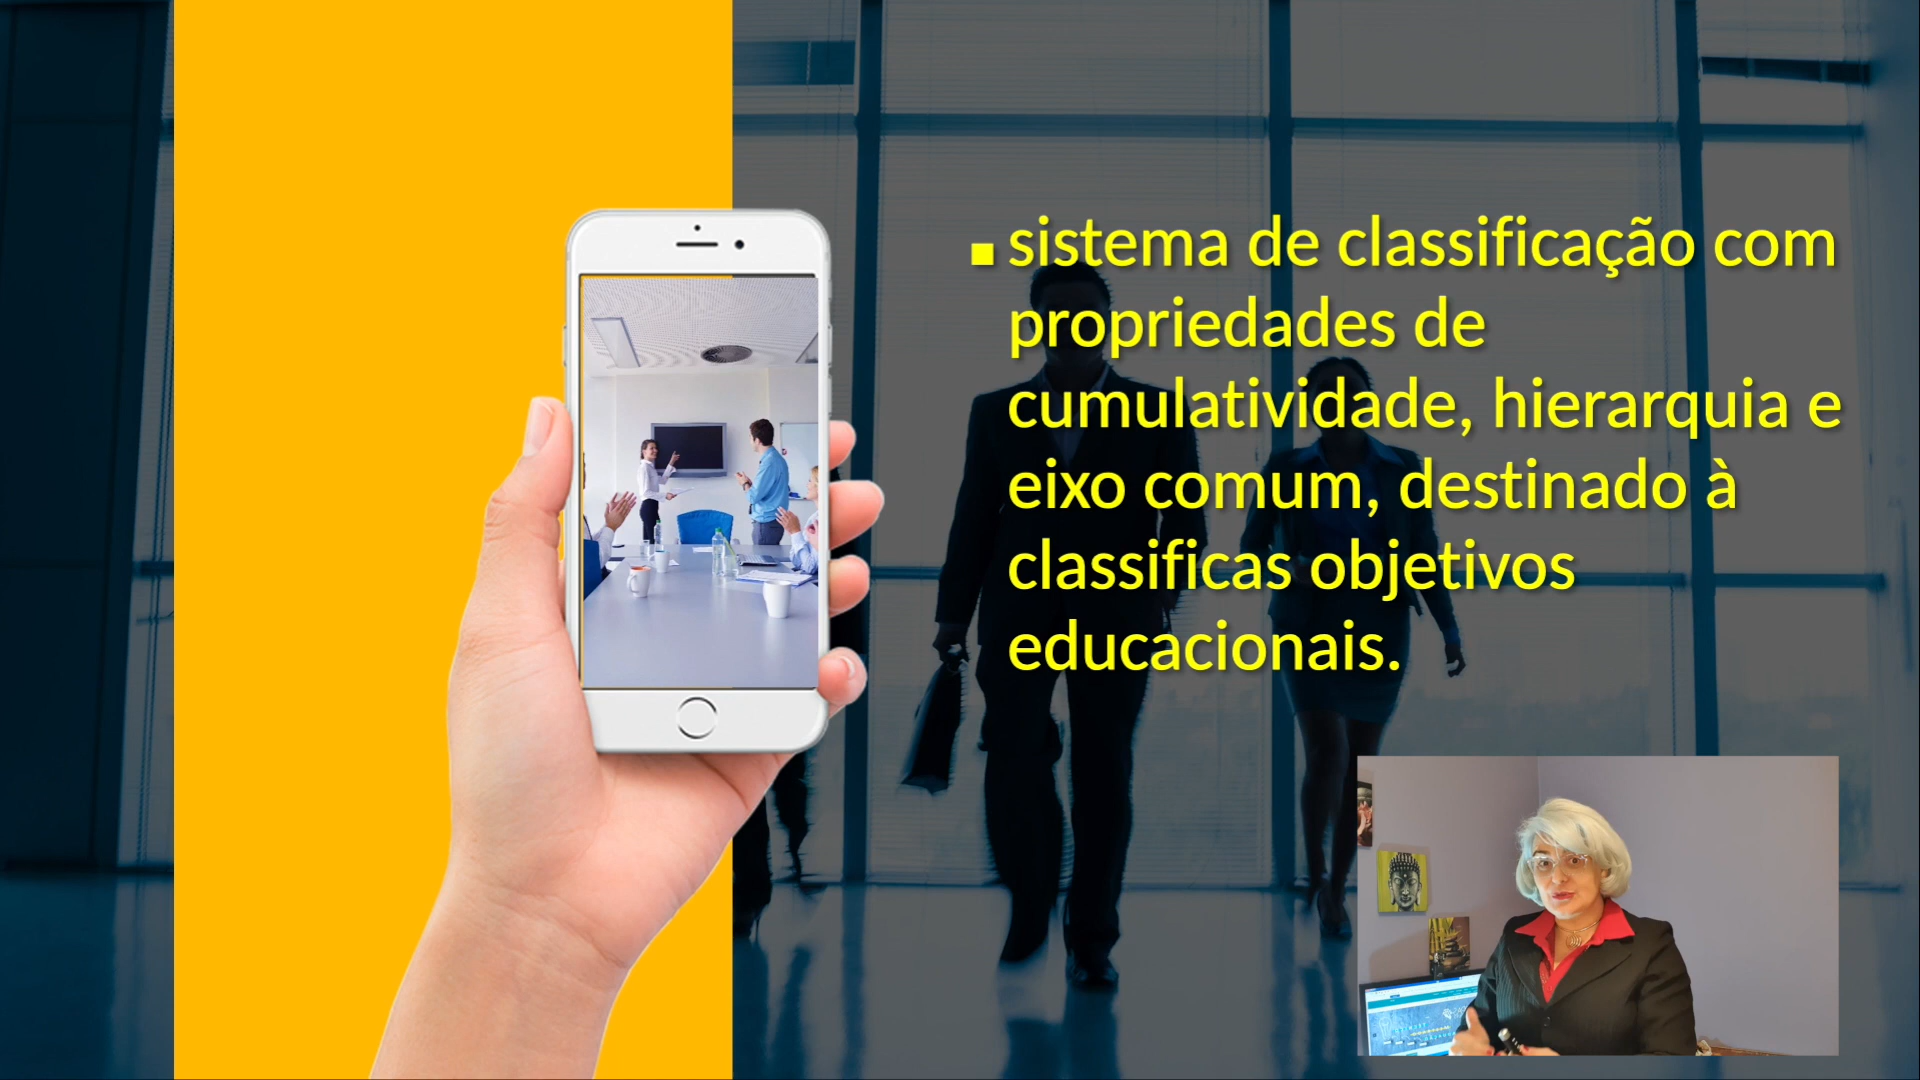 sistema de classificação com
propriedades de
cumulatividade, hierarquia e
eixo comum, destinado à
classificas objetivos
educacionais.